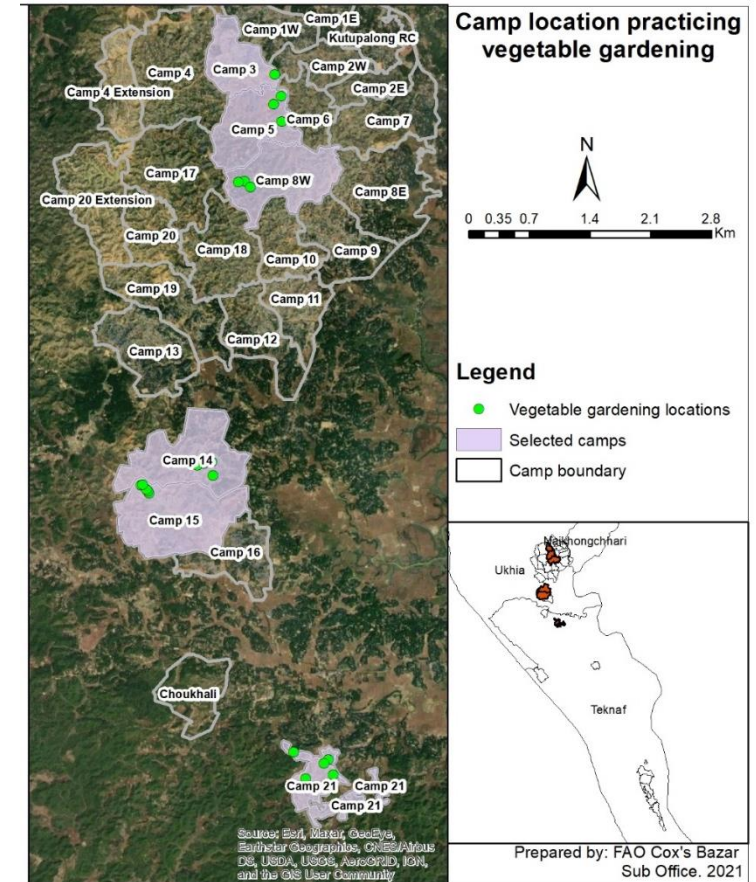 Camp location practicing
vegetable gardening
N
0 0.35 0.7 1.4 2.1 2.8
Km
Legend
Vegetable gardening locations
Selected camps
Camp boundary
Camp 1E
Camp 1W
Kutupalong RC
Camp 3
Camp 2W
Camp 4
Camp 4 Extension
Camp 2E
Camp 6
Camp 7
Camp 5
Camp 17
Camp 8W
Camp 8E
Camp 20 Extension
Camp 20
Camp 18
Camp 9
Camp 10
Camp 19
Camp 11
Camp 12
Camp 13
Camp 14
Camp 15
Camp 16
Choukhali
Camp 21
Camp 21
Camp 21
Source: Esri, Maxar, GeoEye,
Earthstar Geographics, CNES/Airbus
DS, USDA, USGS, AeroGRID, IGN,
and the GIS User Community
Naikhongchhari
Ukhia
Teknaf
Prepared by: FAO Cox's Bazar
Sub Office. 2021